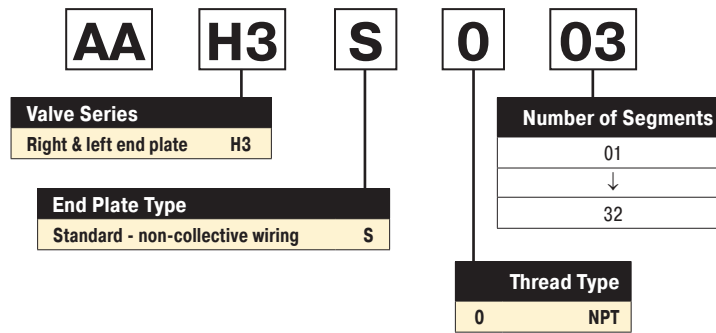 AA H3 S 0 03
Valve Series
Right & left end plate H3
Number of Segments
01
↓
32
End Plate Type
Standard - non-collective wiring S
Thread Type
0 NPT